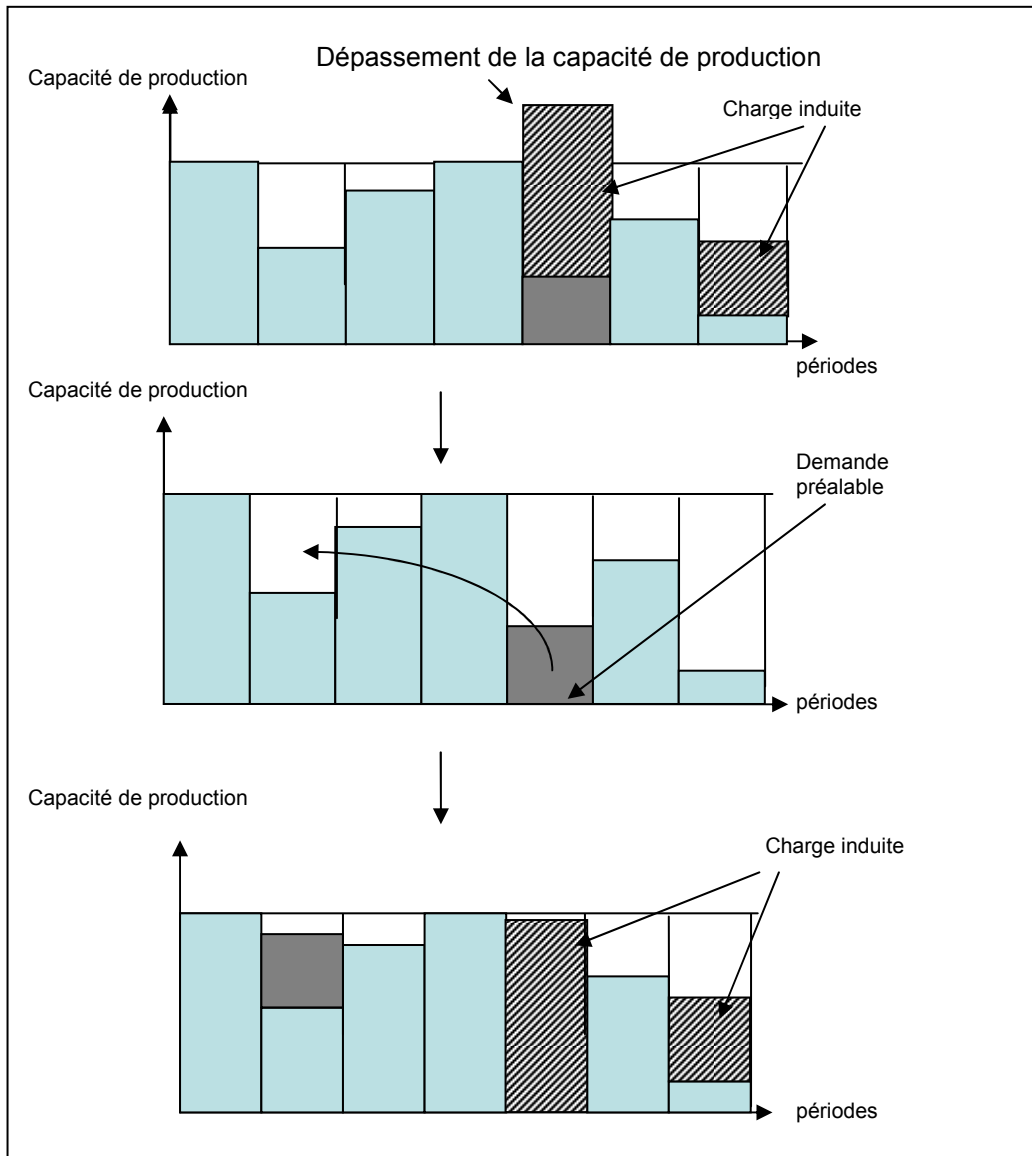 Dépassement de la capacité de production
Capacité de production
Charge induite
périodes
Capacité de production
Demande
préalable
périodes
Capacité de production
Charge induite
périodes